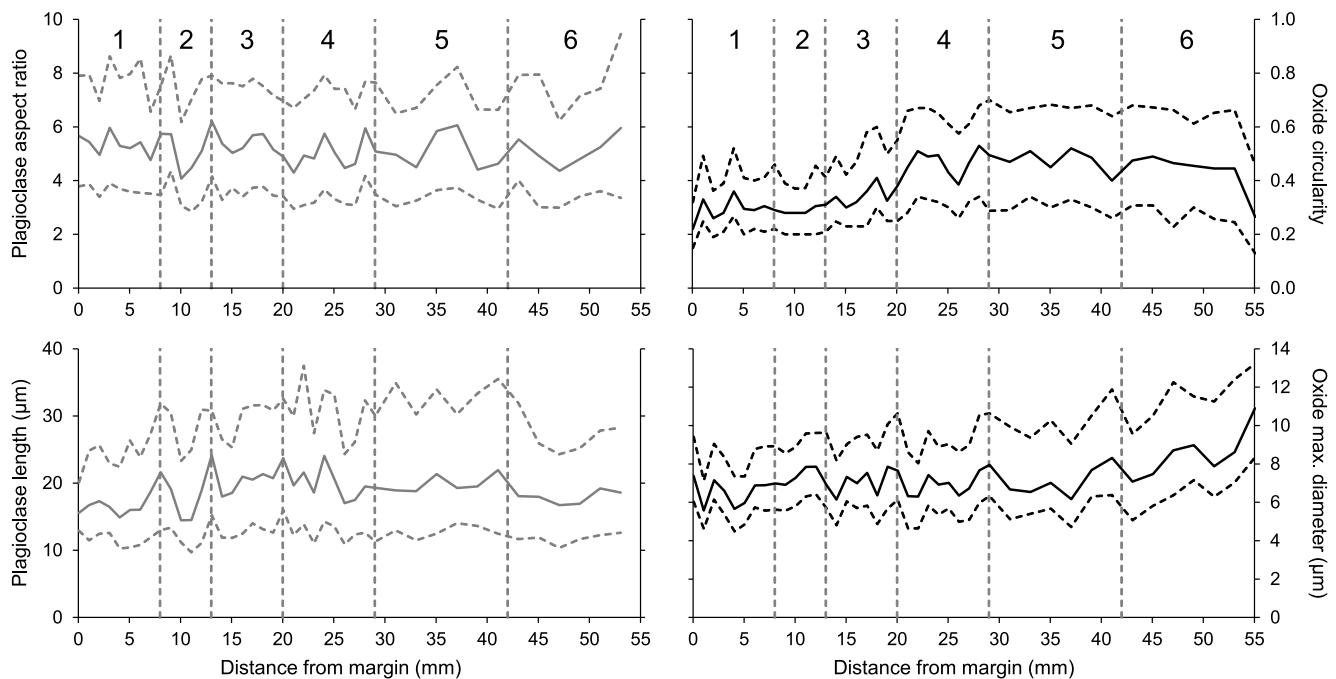 10
8
6
4
2
0
Plagioclase aspect ratio
1 2 3 4 5 6
0 5 10 15 20 25 30 35 40 45 50 55
1 2 3 4 5 6
1.0
0.8
0.6
0.4
0.2
0.0
Oxide circularity
0 5 10 15 20 25 30 35 40 45 50 55
40
30
20
10
0
Plagioclase length (μm)
0 5 10 15 20 25 30 35 40 45 50 55
Distance from margin (mm)
14
12
10
8
6
4
2
0
Oxide max. diameter (μm)
0 5 10 15 20 25 30 35 40 45 50 55
Distance from margin (mm)